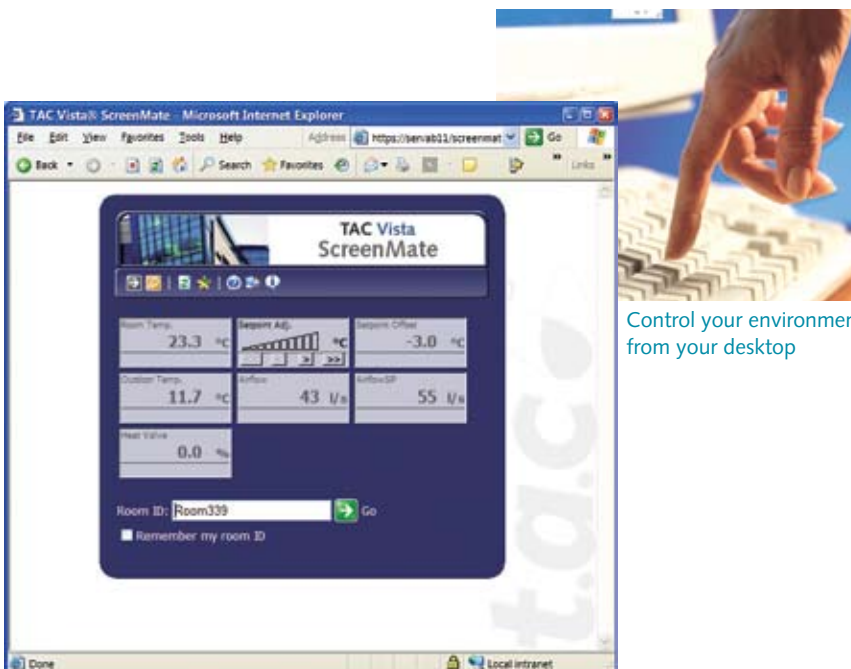 TAC Vista® ScreenMate - Microsoft Internet Explorer
File Edit View Favorites Tools Help
Address https://servab11/screenmat Go
Back Search Favorites Links
TAC Vista
ScreenMate
Room Temp. Setpoint Adj. Setpoint Offset
23.3 °C °C -3.0 °C
Outdoor Temp. Airflow AirflowSP
11.7 °C 43 l/s 55 l/s
Heat Valve
0.0 %
Room ID: Room339 Go
Remember my room ID
t.a.c
Done Local intranet
Control your environmen
from your desktop